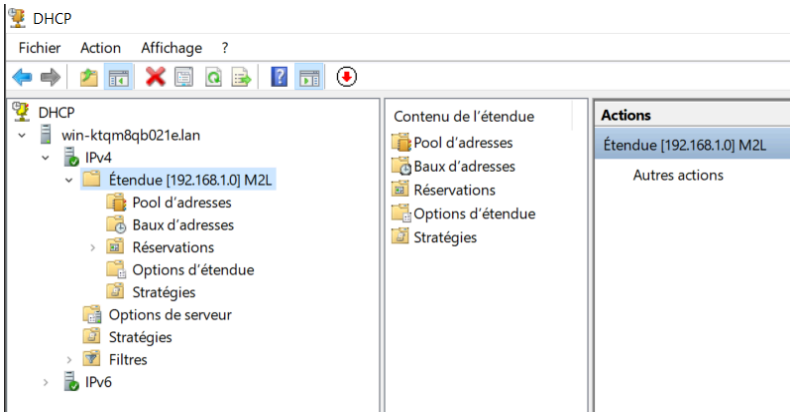 DHCP
Fichier Action Affichage ?
DHCP
win-ktqm8qb021e.lan
IPv4
Étendue [192.168.1.0] M2L
Pool d'adresses
Baux d'adresses
Réservations
Options d'étendue
Stratégies
Options de serveur
Stratégies
Filtres
IPv6
Contenu de l'étendue
Pool d'adresses
Baux d'adresses
Réservations
Options d'étendue
Stratégies
Actions
Étendue [192.168.1.0] M2L
Autres actions